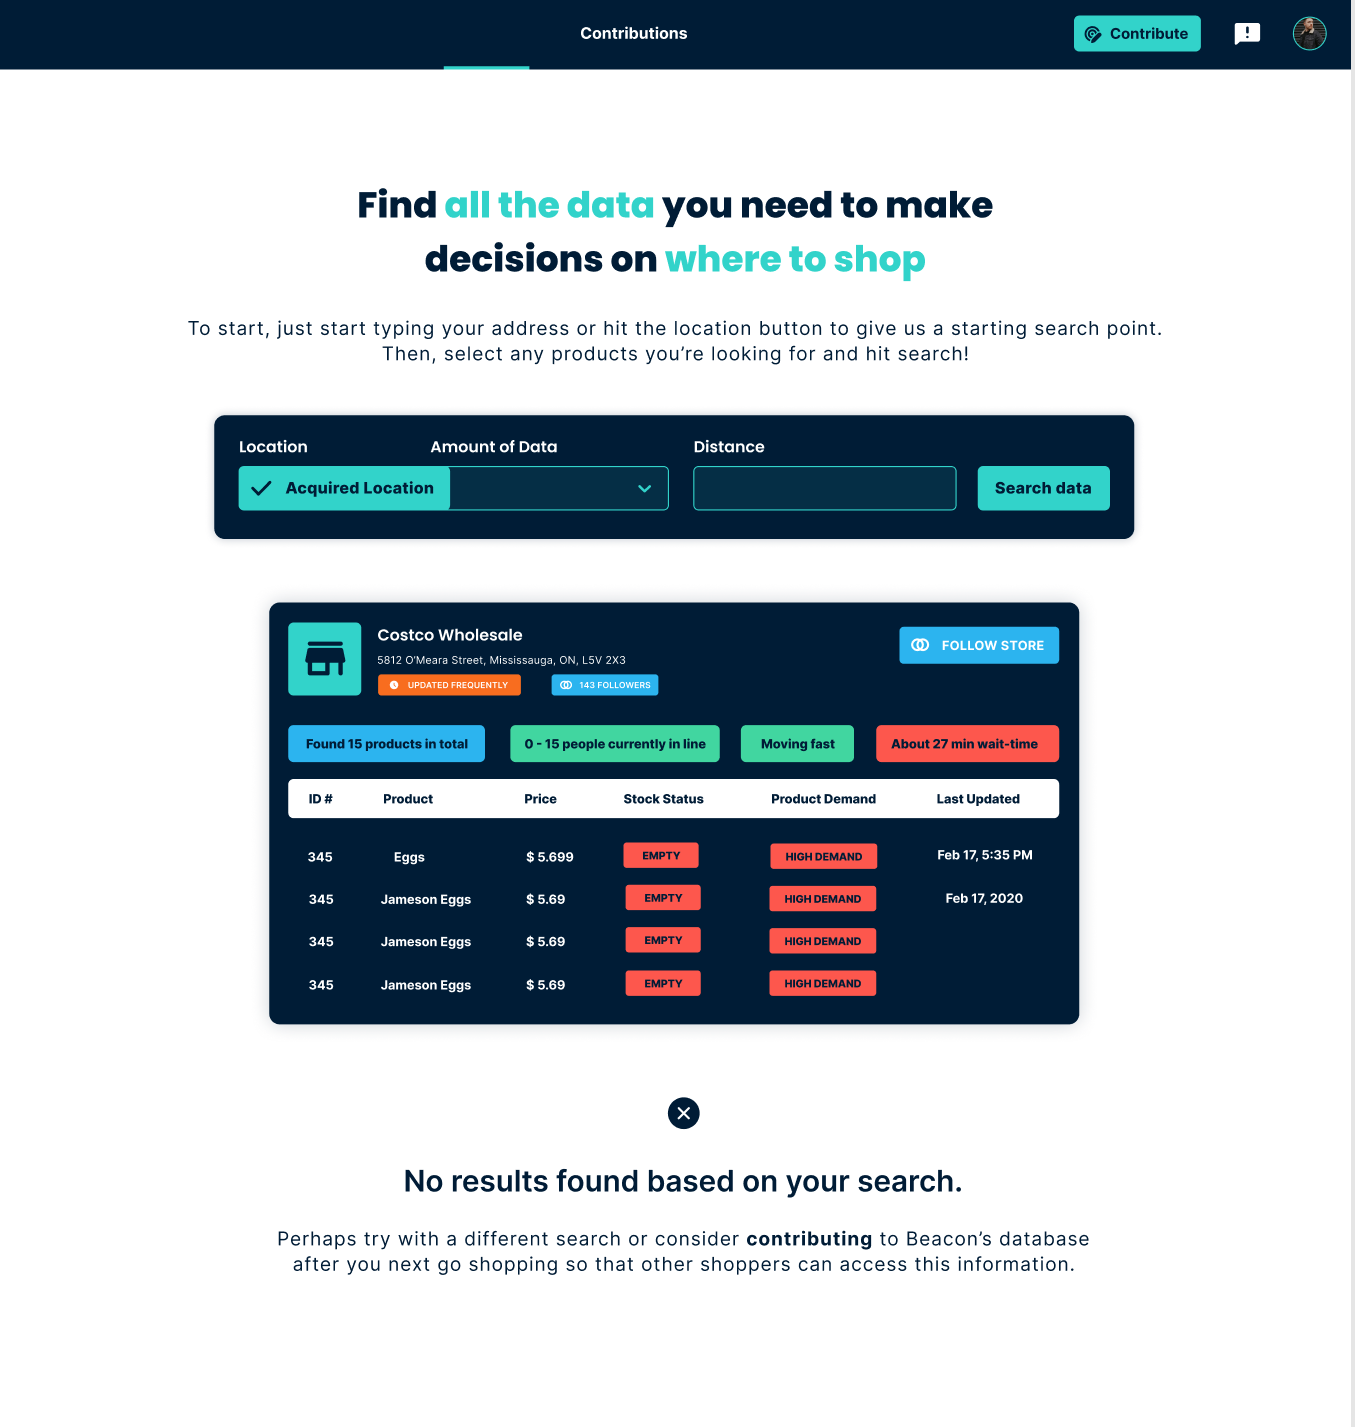 Contributions
Contribute
Find all the data you need to make
decisions on where to shop
To start, just start typing your address or hit the location button to give us a starting search point.
Then, select any products you’re looking for and hit search!
Location
Amount of Data
Distance
Acquired Location
Search data
Costco Wholesale
5812 O’Meara Street, Mississauga, ON, L5V 2X3
UPDATED FREQUENTLY
143 FOLLOWERS
FOLLOW STORE
Found 15 products in total
0 - 15 people currently in line
Moving fast
About 27 min wait-time
ID # Product Price Stock Status Product Demand Last Updated
345 Eggs $ 5.699 EMPTY HIGH DEMAND Feb 17, 5:35 PM
345 Jameson Eggs $ 5.69 EMPTY HIGH DEMAND Feb 17, 2020
345 Jameson Eggs $ 5.69 EMPTY HIGH DEMAND
345 Jameson Eggs $ 5.69 EMPTY HIGH DEMAND
No results found based on your search.
Perhaps try with a different search or consider contributing to Beacon’s database
after you next go shopping so that other shoppers can access this information.